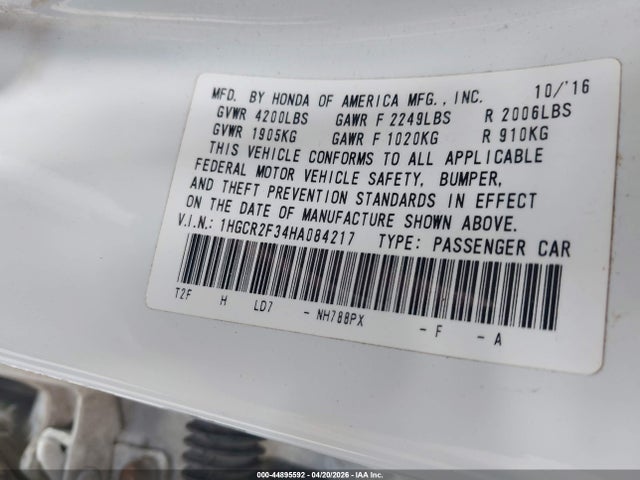 MFD. BY HONDA OF AMERICA MFG., INC. 10/'16
GVWR 4200LBS GAWR F 2249LBS R 2006LBS
GVWR 1905KG GAWR F 1020KG R 910KG
THIS VEHICLE CONFORMS TO ALL APPLICABLE
FEDERAL MOTOR VEHICLE SAFETY, BUMPER,
AND THEFT PREVENTION STANDARDS IN EFFECT
ON THE DATE OF MANUFACTURE SHOWN ABOVE.
V.I.N.: 1HGCR2F34HA084217 TYPE: PASSENGER CAR
T2F H LD7 - NH788PX - F - A
000-44895592 - 04/20/2026 - IAA Inc.